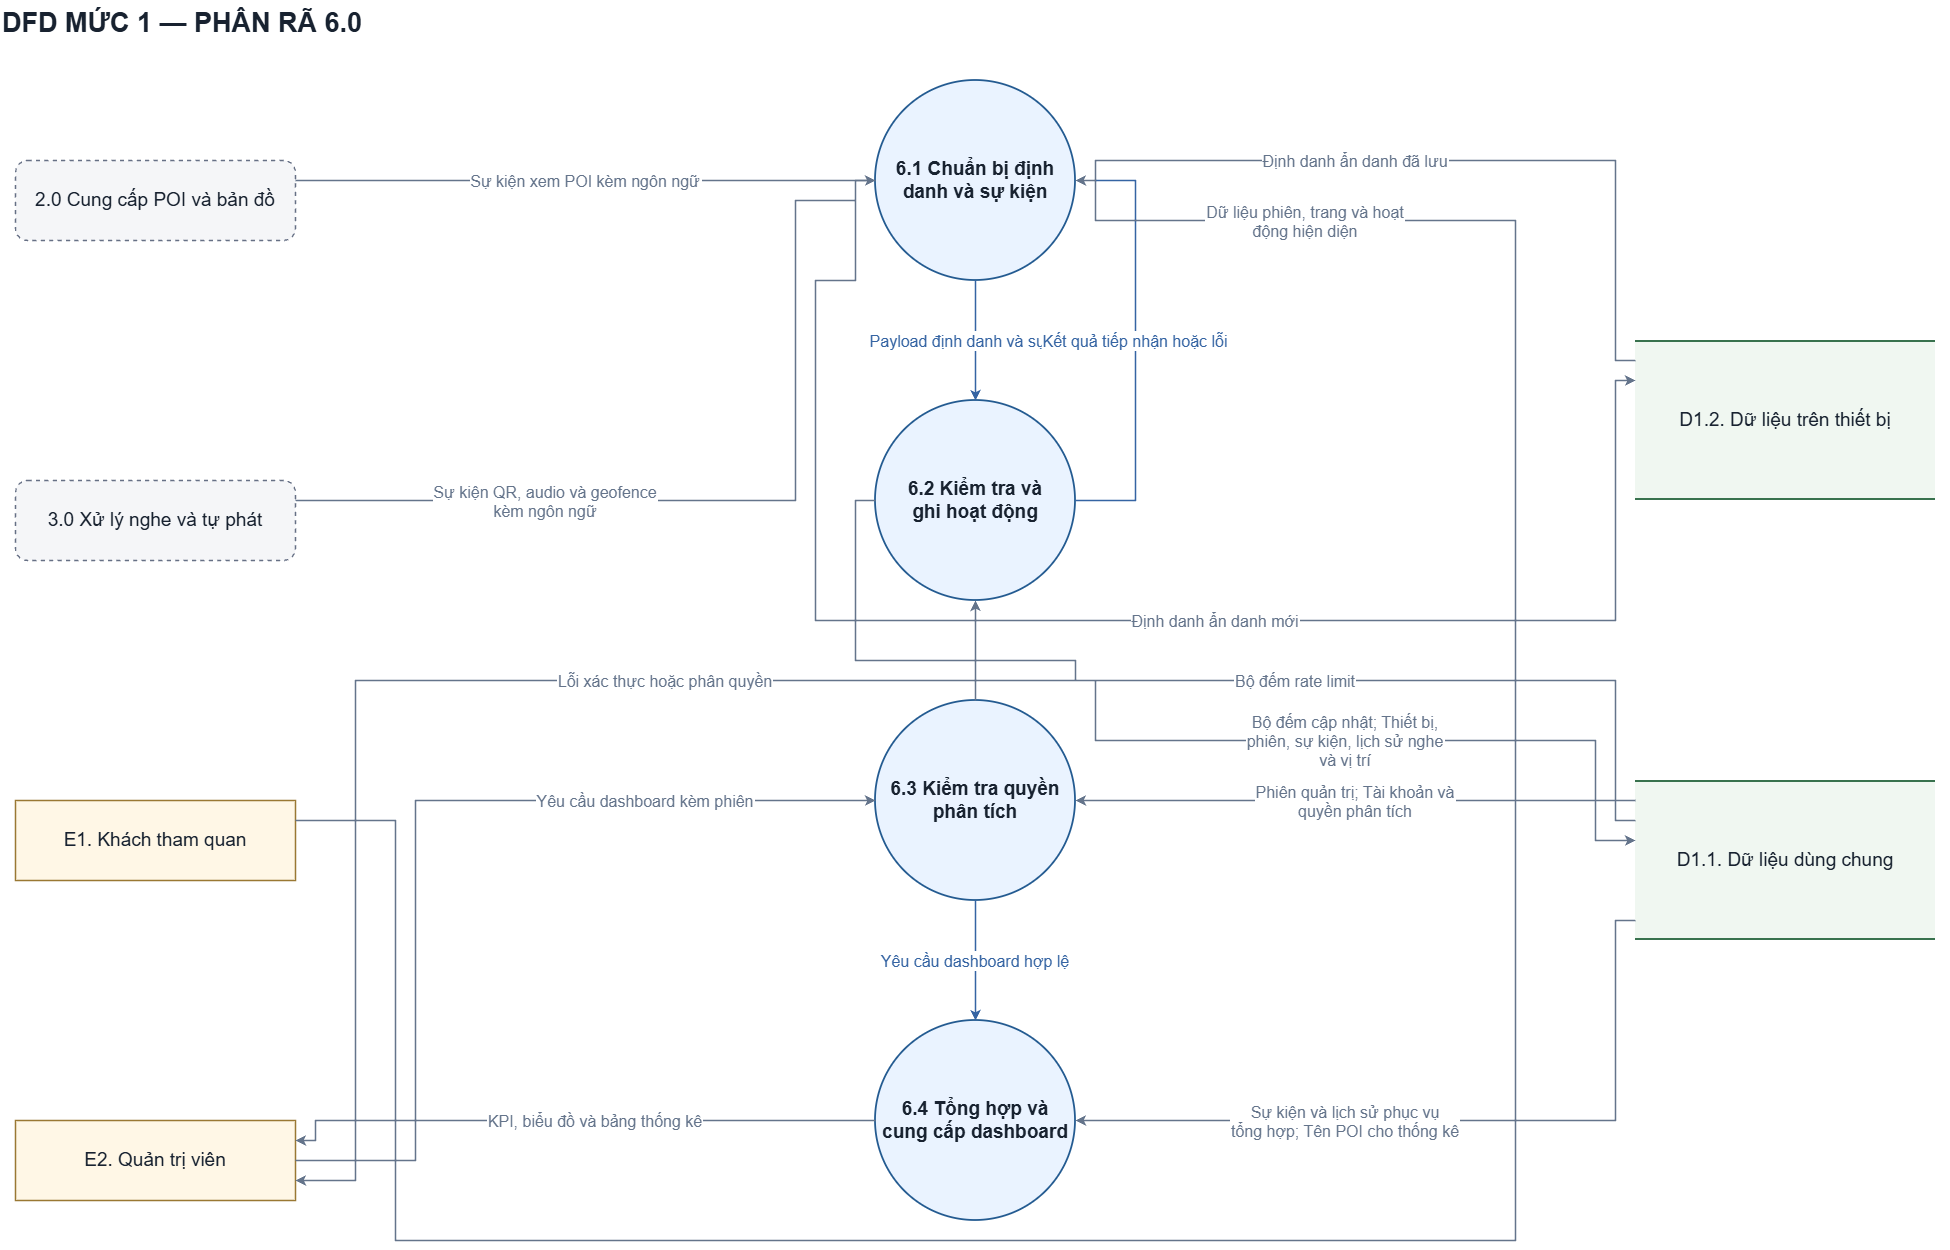 DFD MỨC 1 — PHÂN RÃ 6.0
6.1 Chuẩn bị định
danh và sự kiện
Định danh ẩn danh đã lưu
2.0 Cung cấp POI và bản đồ
Sự kiện xem POI kèm ngôn ngữ
Dữ liệu phiên, trang và hoạt
động hiện diện
Payload định danh và sự
Kết quả tiếp nhận hoặc lỗi
D1.2. Dữ liệu trên thiết bị
3.0 Xử lý nghe và tự phát
Sự kiện QR, audio và geofence
kèm ngôn ngữ
6.2 Kiểm tra và
ghi hoạt động
Định danh ẩn danh mới
Lỗi xác thực hoặc phân quyền
Bộ đếm rate limit
Bộ đếm cập nhật; Thiết bị,
phiên, sự kiện, lịch sử nghe
và vị trí
6.3 Kiểm tra quyền
phân tích
Yêu cầu dashboard kèm phiên
Phiên quản trị; Tài khoản và
quyền phân tích
E1. Khách tham quan
D1.1. Dữ liệu dùng chung
Yêu cầu dashboard hợp lệ
6.4 Tổng hợp và
cung cấp dashboard
KPI, biểu đồ và bảng thống kê
Sự kiện và lịch sử phục vụ
tổng hợp; Tên POI cho thống kê
E2. Quản trị viên